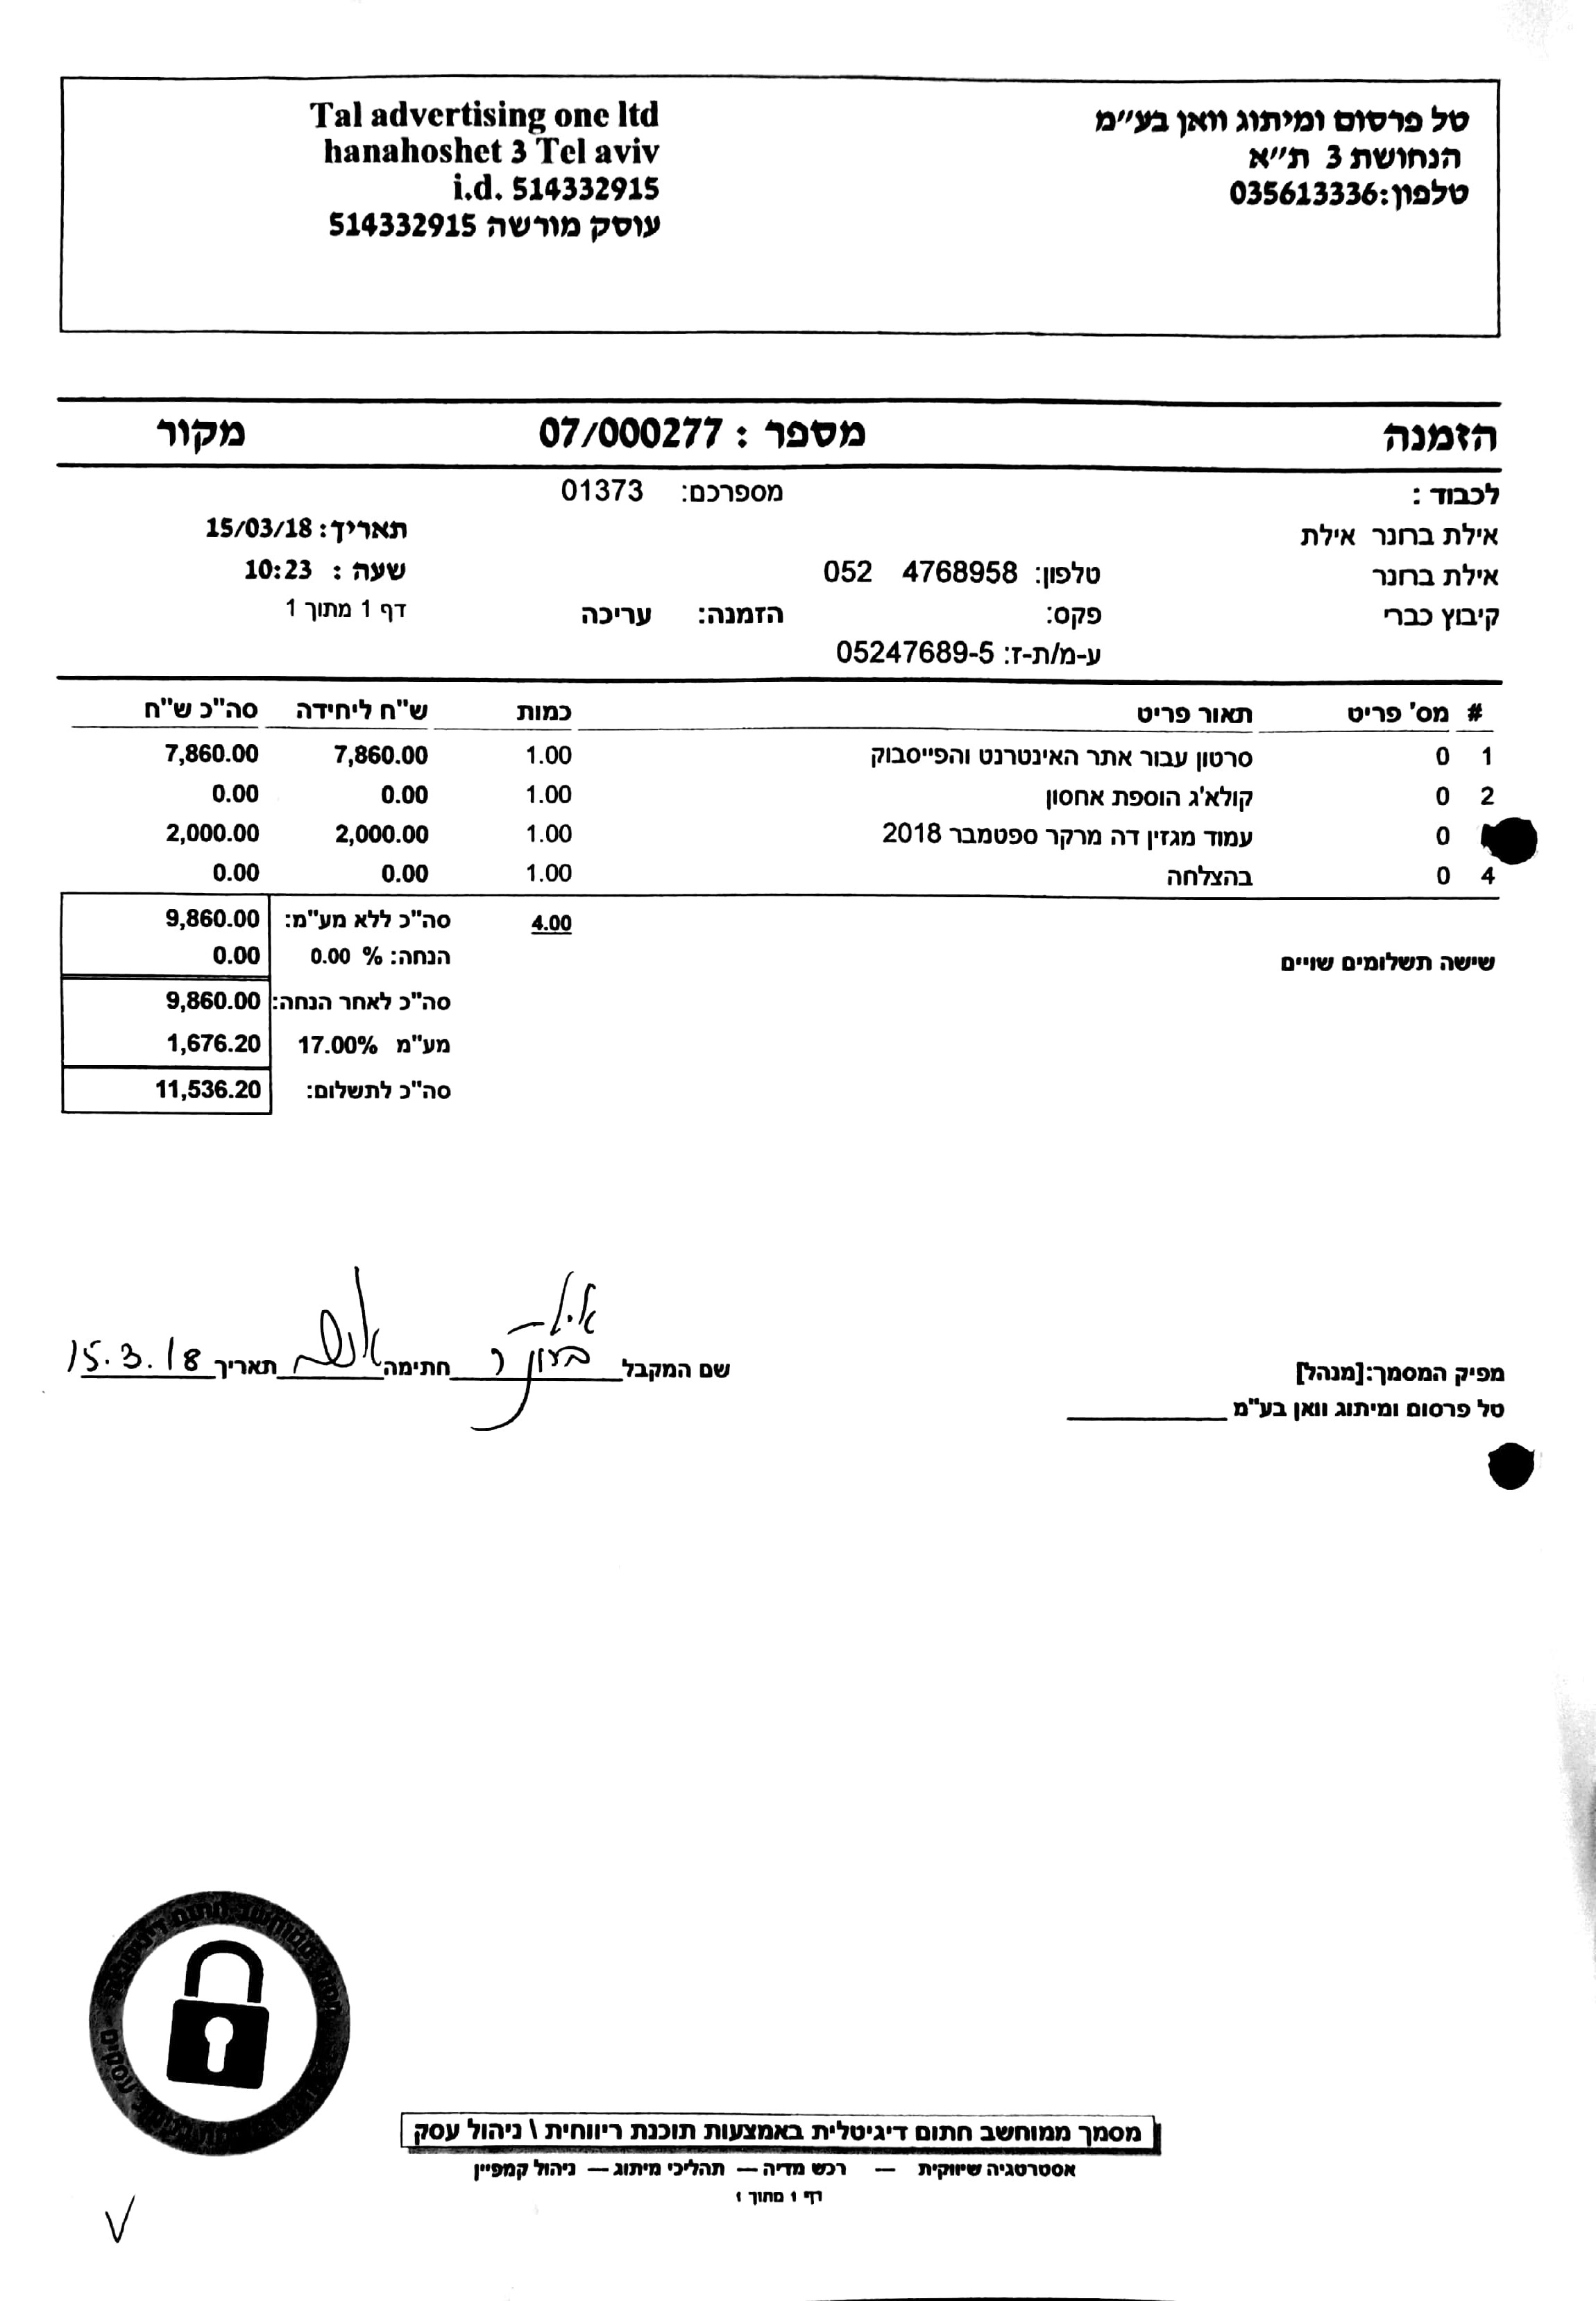 טל פרסום ומיתוג וואן בע״מ
הנחושת 3 ת״א
טלפון:035613336
Tal advertising one ltd
hanahoshet 3 Tel aviv
i.d. 514332915
עוסק מורשה 514332915
הזמנה מספר : 07/000277 מקור
לכבוד : מספרכם: 01373
אילת ברונר אילת תאריך: 15/03/18
אילת ברונר טלפון: 052 4768958 שעה : 10:23
קיבוץ כברי פקס: הזמנה: עריכה דף 1 מתוך 1
ע-מ/ת-ז: 05247689-5
# מס' פריט תאור פריט כמות ש"ח ליחידה סה"כ ש"ח
1 0 סרטון עבור אתר האינטרנט והפייסבוק 1.00 7,860.00 7,860.00
2 0 קולא'ג הוספת אחסון 1.00 0.00 0.00
0 עמוד מגזין דה מרקר ספטמבר 2018 1.00 2,000.00 2,000.00
4 0 בהצלחה 1.00 0.00 0.00
4.00 סה"כ ללא מע"מ: 9,860.00
שישה תשלומים שויים הנחה: % 0.00 0.00
סה"כ לאחר הנחה: 9,860.00
מע"מ 17.00% 1,676.20
סה"כ לתשלום: 11,536.20
מפיק המסמך:[מנהל] שם המקבל חתימה תאריך 15.3.18
טל פרסום ומיתוג וואן בע"מ
מסמך ממוחשב חתום דיגיטלית באמצעות תוכנת ריווחית \ ניהול עסק
אסטרטגיה שיווקית — רכש מדיה — תהליכי מיתוג — ניהול קמפיין
דף 1 מתוך 1